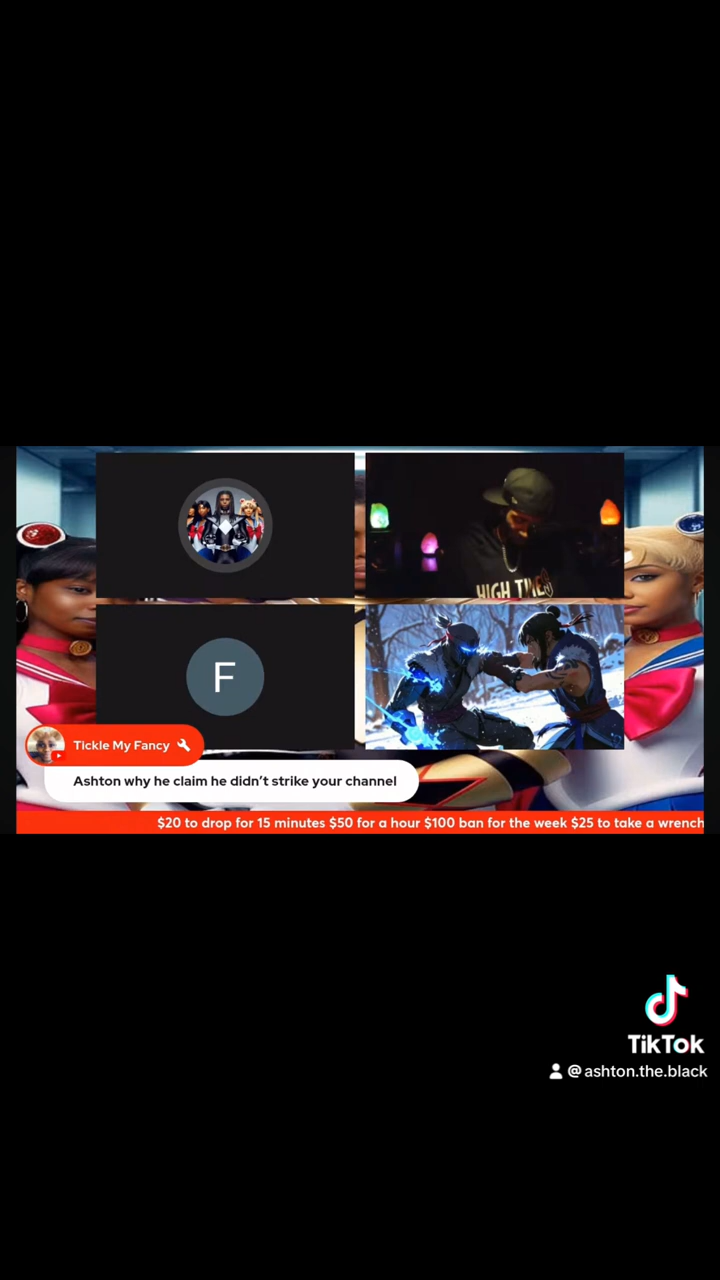 HIGH TIMES
F
Tickle My Fancy
Ashton why he claim he didn't strike your channel
$20 to drop for 15 minutes $50 for a hour $100 ban for the week $25 to take a wrench
TikTok
@ashton.the.black